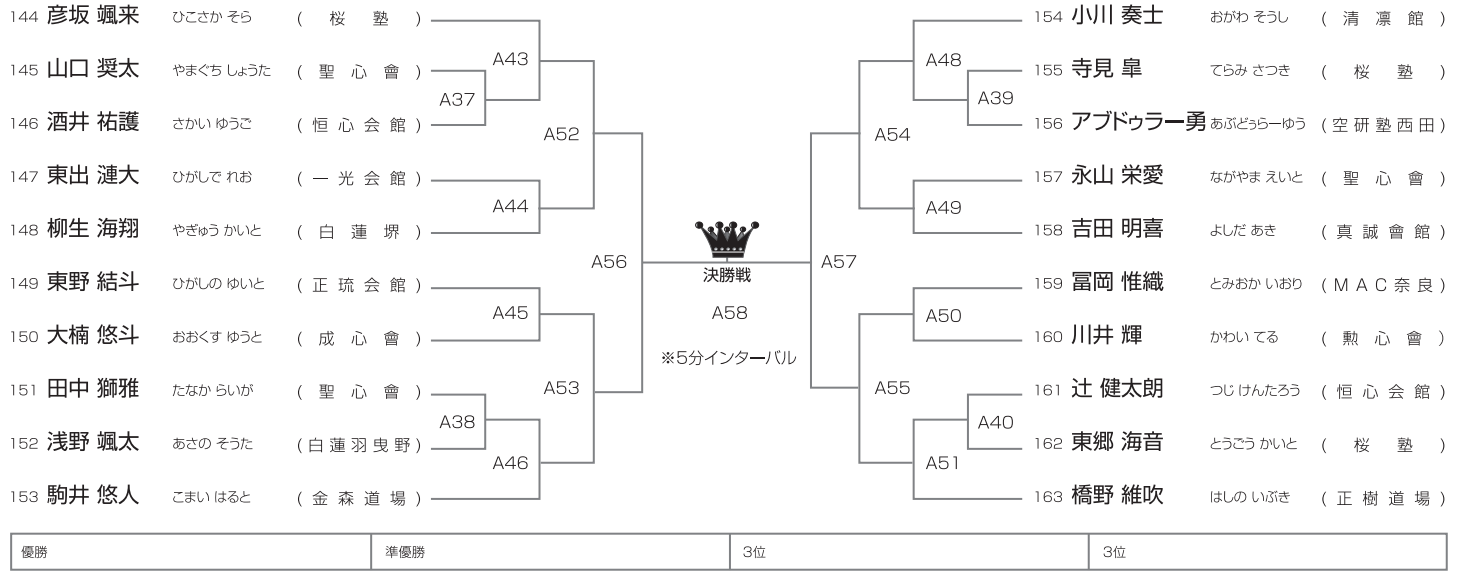 144 彦坂 颯来 ひこさか そら (桜塾)
145 山口 奨太 やまぐち しょうた (聖心會)
146 酒井 祐護 さかい ゆうご (恒心会館)
147 東出 漣大 ひがしで れお (一光会館)
148 柳生 海翔 やぎゅう かいと (白蓮堺)
149 東野 結斗 ひがしの ゆいと (正琉会館)
150 大楠 悠斗 おおくす ゆうと (成心會)
151 田中 獅雅 たなか らいが (聖心會)
152 浅野 颯太 あさの そうた (白蓮羽曳野)
153 駒井 悠人 こまい はると (金森道場)
A43
A37
A52
A44
A56
A45
A53
A38
A46
決勝戦
A58
※5分インターバル
A48
A39
A54
A49
A57
A50
A55
A40
A51
154 小川 奏士 おがわ そうし (清凛館)
155 寺見 皐 てらみ さつき (桜塾)
156 アブドゥラー勇 あぶどぅらーゆう (空研塾西田)
157 永山 栄愛 ながやま えいと (聖心會)
158 吉田 明喜 よしだ あき (真誠會館)
159 冨岡 惟織 とみおか いおり (MAC奈良)
160 川井 輝 かわい てる (勲心會)
161 辻 健太朗 つじ けんたろう (恒心会館)
162 東郷 海音 とうごう かいと (桜塾)
163 橋野 維吹 はしの いぶき (正樹道場)
優勝 準優勝 3位 3位